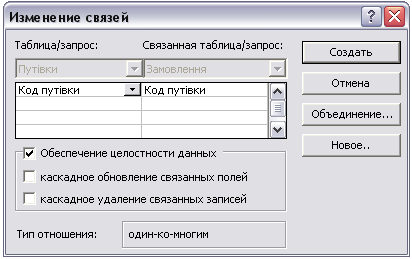 Изменение связей
Таблица/запрос: Связанная таблица/запрос:
Создать
Путівки Замовлення
Отмена
Код путівки Код путівки
Объединение...
Новое..
Обеспечение целостности данных
каскадное обновление связанных полей
каскадное удаление связанных записей
Тип отношения: один-ко-многим